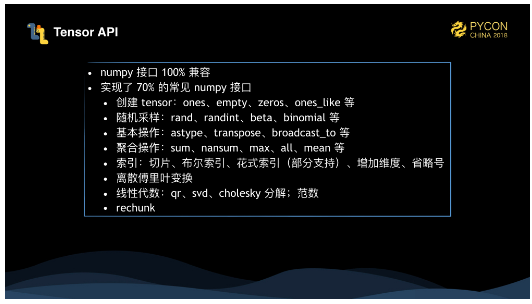 Tensor API
PYCON
CHINA 2018
• numpy 接口 100% 兼容
• 实现了 70% 的常见 numpy 接口
• 创建 tensor：ones、empty、zeros、ones_like 等
• 随机采样：rand、randint、beta、binomial 等
• 基本操作：astype、transpose、broadcast_to 等
• 聚合操作：sum、nansum、max、all、mean 等
• 索引：切片、布尔索引、花式索引（部分支持）、增加维度、省略号
• 离散傅里叶变换
• 线性代数：qr、svd、cholesky 分解；范数
• rechunk